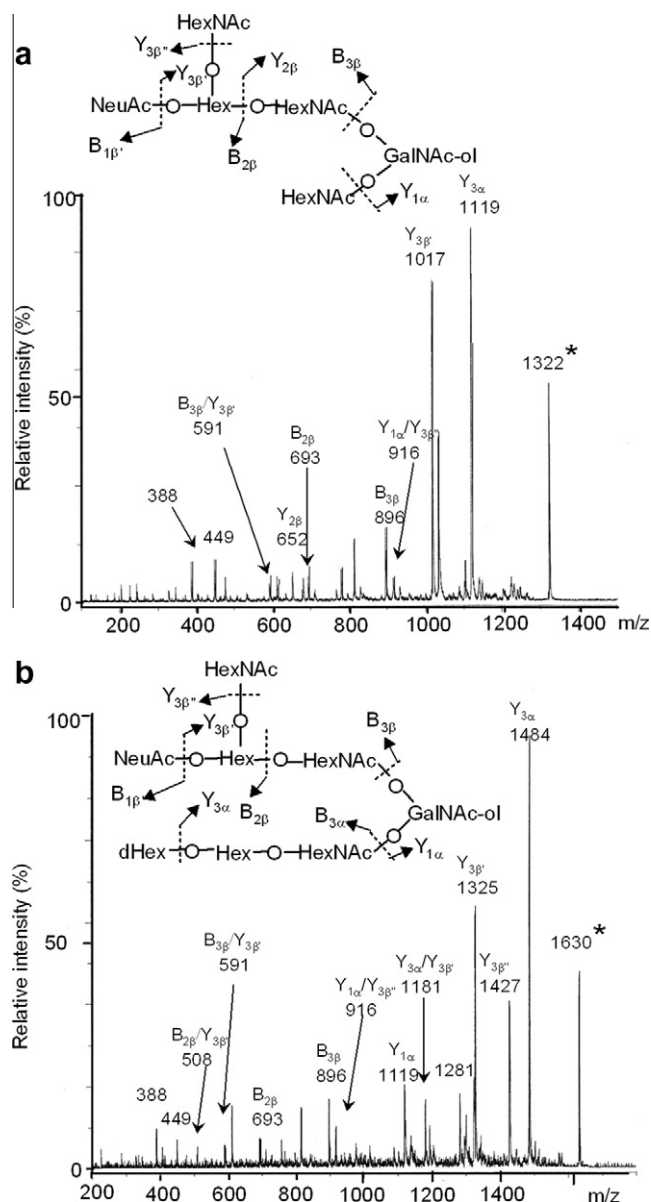 a
HexNAc
Y3β"
Y3β'
Y2β
B3β
O
NeuAc-O-Hex-O-HexNAc
B1β'
B2β
O
GalNAc-ol
HexNAc O
Y1α
Y3α
1119
Y3β'
1017
1322*
B3β/Y3β'
591
B2β
693
Y1α/Y3β"
916
B3β
896
Y2β
652
388
449
100
50
0
Relative intensity (%)
200 400 600 800 1000 1200 1400 m/z
b
HexNAc
Y3β"
Y3β'
B3β
O
NeuAc-O-Hex-O-HexNAc
B1β'
Y3α
B2β
O
GalNAc-ol
B3α
O
dHex-O-Hex-O-HexNAc
Y1α
Y3α
1484
Y3β'
1325
1630*
B3β/Y3β'
591
Y1α/Y3β"
916
Y3α/Y3β'
1181
Y3β"
1427
B2β/Y3β'
508
B3β
896
Y1α
1119
1281
388
449
B2β
693
100
50
0
Relative intensity (%)
200 400 600 800 1000 1200 1400 1600 m/z